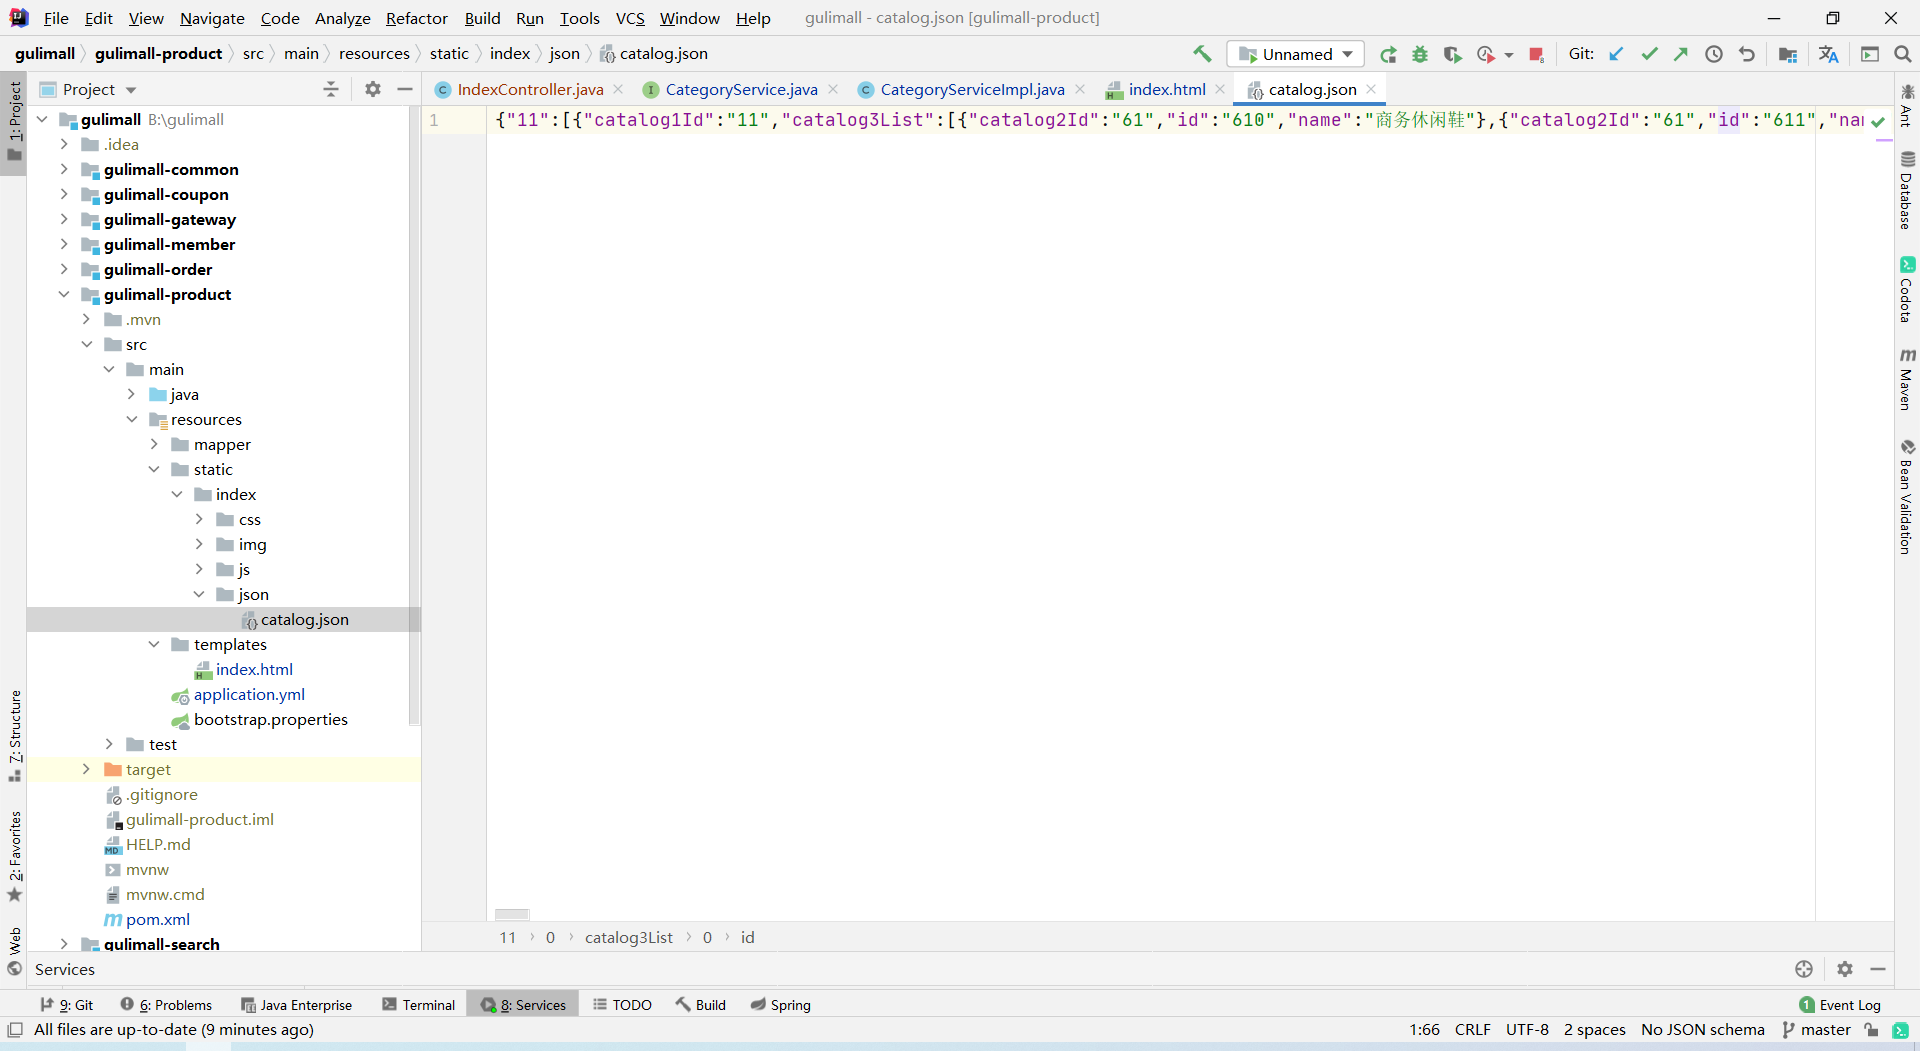 File Edit View Navigate Code Analyze Refactor Build Run Tools VCS Window Help gulimall - catalog.json [gulimall-product]
gulimall gulimall-product src main resources static index json catalog.json Unnamed Git:
Project IndexController.java CategoryService.java CategoryServiceImpl.java index.html catalog.json
1: Project
gulimall B:\gulimall
.idea
gulimall-common
gulimall-coupon
gulimall-gateway
gulimall-member
gulimall-order
gulimall-product
.mvn
src
main
java
resources
mapper
static
index
css
img
js
json
catalog.json
templates
index.html
application.yml
bootstrap.properties
test
target
.gitignore
gulimall-product.iml
HELP.md
mvnw
mvnw.cmd
pom.xml
gulimall-search
7: Structure
2: Favorites
Web
1 {"11":[{"catalog1Id":"11","catalog3List":[{"catalog2Id":"61","id":"610","name":"商务休闲鞋"},{"catalog2Id":"61","id":"611","nam
Ant
Database
Codota
Maven
Bean Validation
11 0 catalog3List 0 id
Services
9: Git 6: Problems Java Enterprise Terminal 8: Services TODO Build Spring 1 Event Log
All files are up-to-date (9 minutes ago) 1:66 CRLF UTF-8 2 spaces No JSON schema master